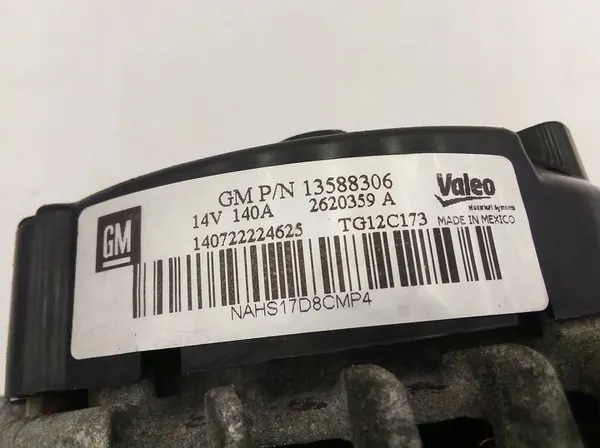 GM
GM P/N 13588306
14V 140A 2620359 A
140722224625 TG12C173
Valeo
MADE IN MEXICO
NAHS17D8CMP4